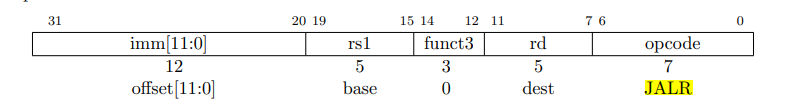 31 20 19 15 14 12 11 7 6 0
imm[11:0] rs1 funct3 rd opcode
12 5 3 5 7
offset[11:0] base 0 dest JALR